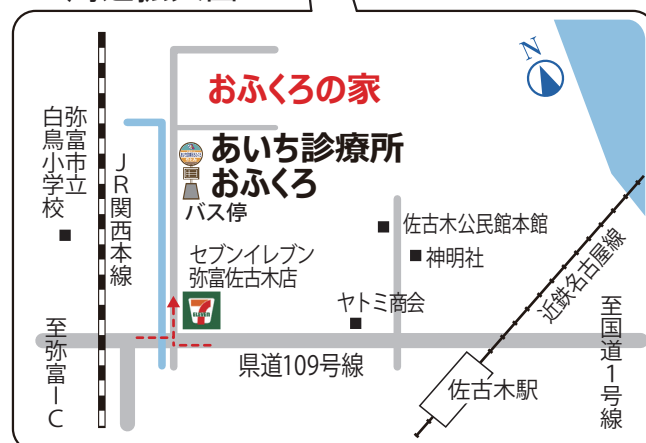 N
おふくろの家
あいち診療所
おふくろ
バス停
弥富市立
白鳥小学校
JR関西本線
佐古木公民館本館
神明社
セブンイレブン
弥富佐古木店
7
ELEVEN
ヤトミ商会
近鉄名古屋線
至国道1号線
至弥富IC
県道109号線
佐古木駅